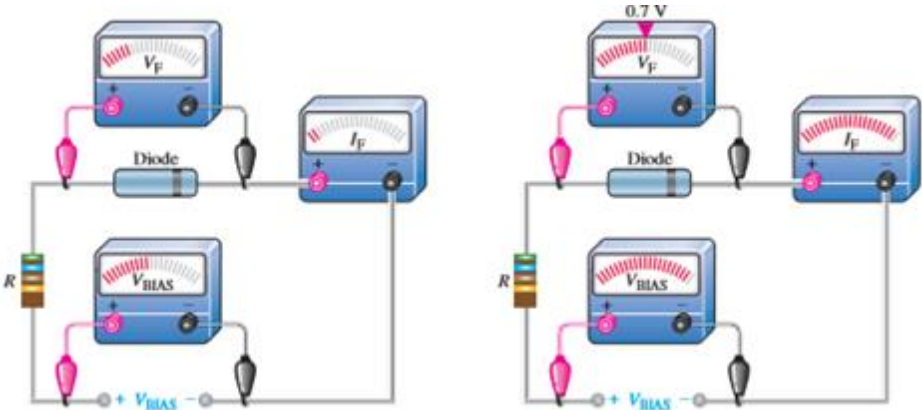 0.7 V
V_F
+ −
I_F
+ −
Diode
R
V_BIAS
+ −
+ V_BIAS −
V_F
+ −
I_F
+ −
Diode
R
V_BIAS
+ −
+ V_BIAS −